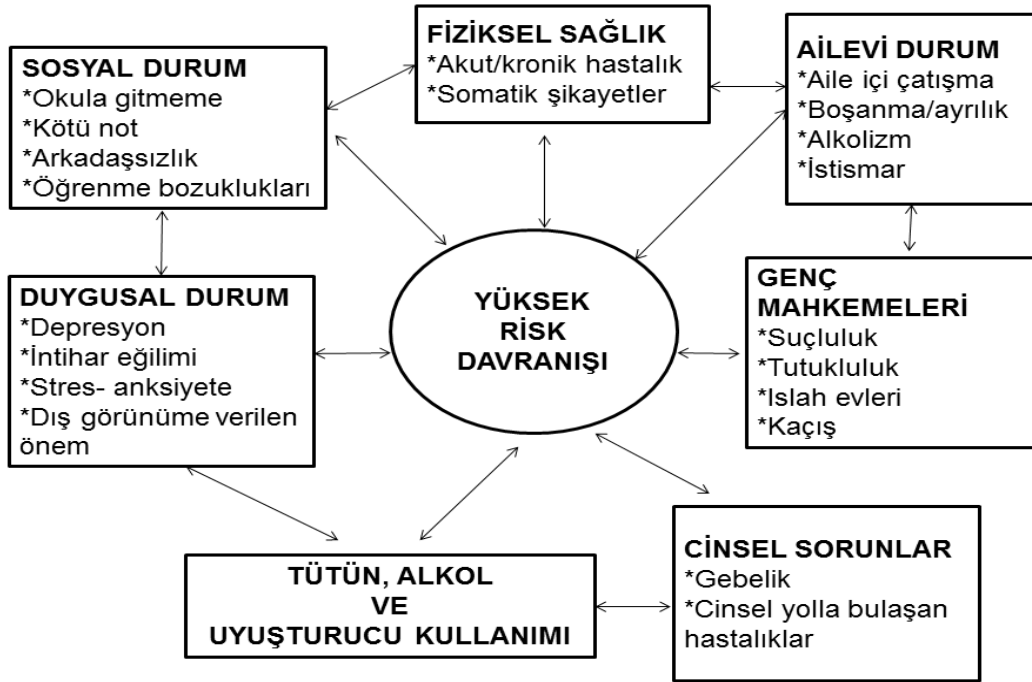 SOSYAL DURUM
*Okula gitmeme
*Kötü not
*Arkadaşsızlık
*Öğrenme bozuklukları
FİZİKSEL SAĞLIK
*Akut/kronik hastalık
*Somatik şikayetler
AİLEVİ DURUM
*Aile içi çatışma
*Boşanma/ayrılık
*Alkolizm
*İstismar
DUYGUSAL DURUM
*Depresyon
*İntihar eğilimi
*Stres- anksiyete
*Dış görünüme verilen
önem
YÜKSEK
RİSK
DAVRANIŞI
GENÇ
MAHKEMELERİ
*Suçluluk
*Tutukluluk
*Islah evleri
*Kaçış
TÜTÜN, ALKOL
VE
UYUŞTURUCU KULLANIMI
CİNSEL SORUNLAR
*Gebelik
*Cinsel yolla bulaşan
hastalıklar